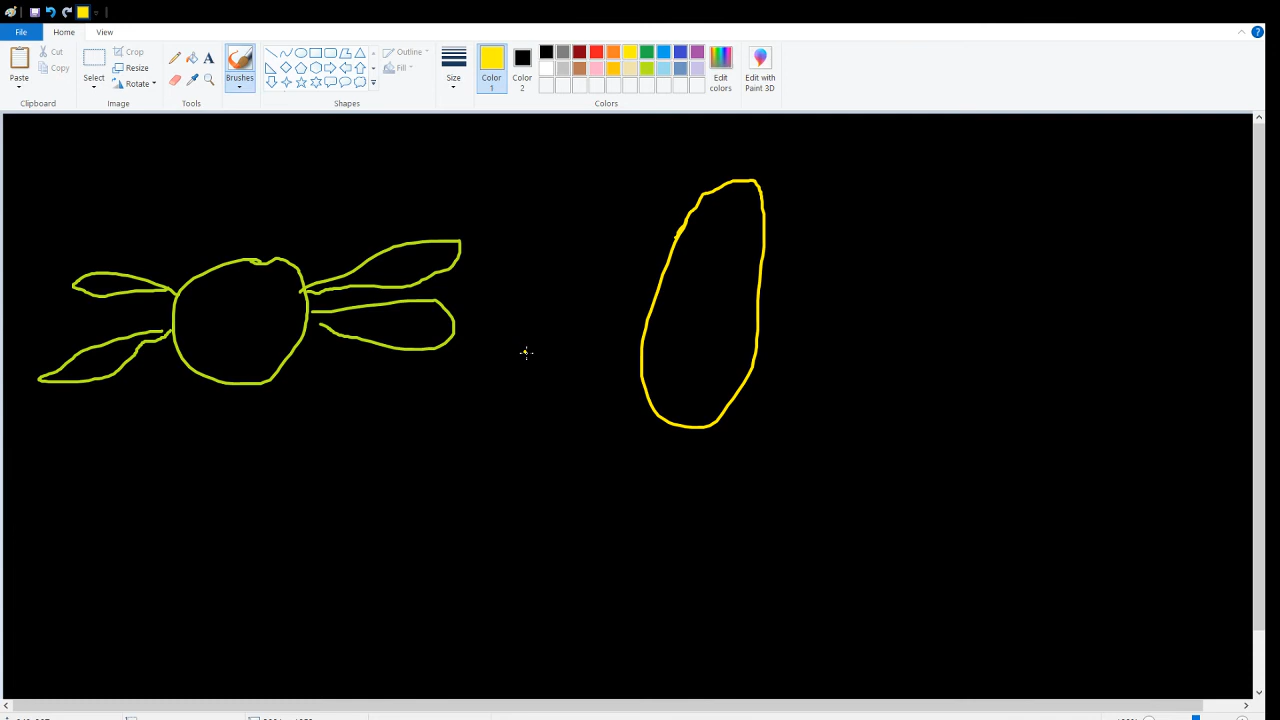 File Home View
Paste Cut Copy Clipboard
Select Crop Resize Rotate Image
A Tools
Brushes
Outline Fill Shapes
Size
Color 1 Color 2 Edit colors Colors
Edit with Paint 3D